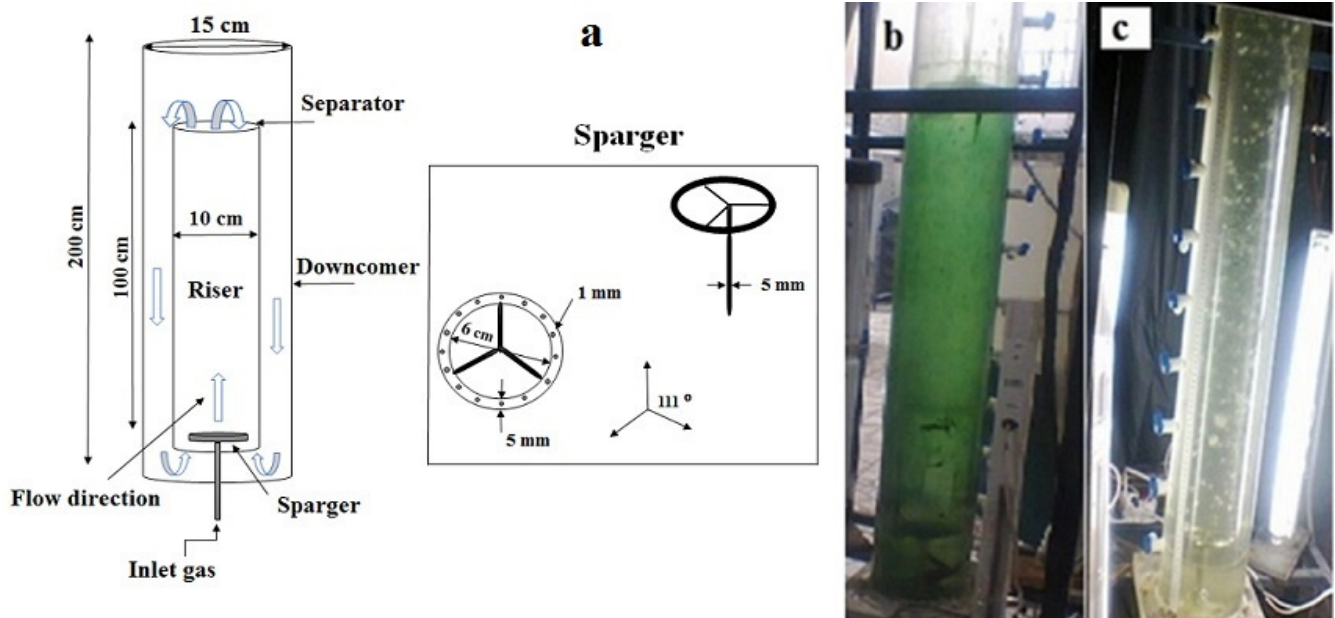 15 cm
a
b
c
Separator
Sparger
10 cm
200 cm
100 cm
Riser
Downcomer
5 mm
1 mm
6 cm
111 º
5 mm
Flow direction
Sparger
Inlet gas